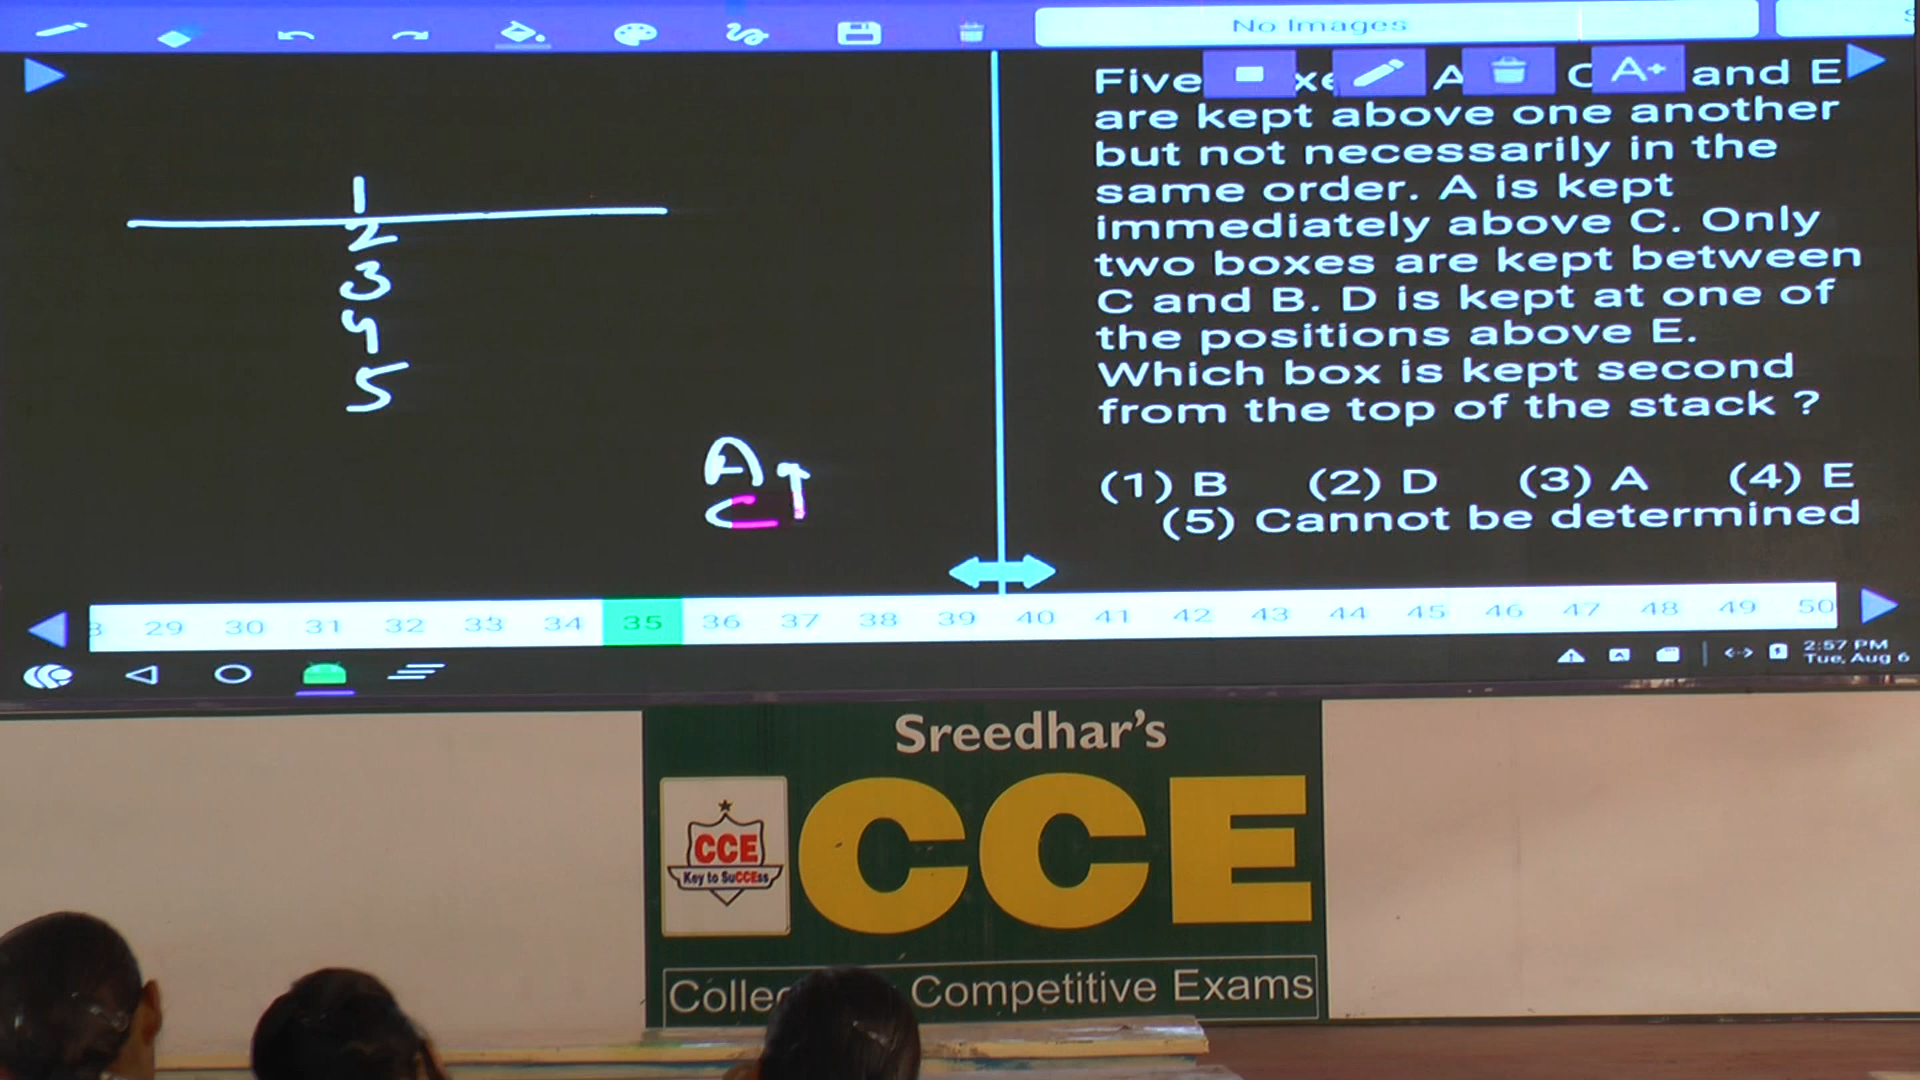 No Images
Five A C A+ and E
are kept above one another
but not necessarily in the
same order. A is kept
immediately above C. Only
two boxes are kept between
C and B. D is kept at one of
the positions above E.
Which box is kept second
from the top of the stack ?
(1) B (2) D (3) A (4) E
(5) Cannot be determined
1
2
3
4
5
A
C
29 30 31 32 33 34 35 36 37 38 39 40 41 42 43 44 45 46 47 48 49 50
2:57 PM
Tue, Aug 6
Sreedhar's
CCE
CCE
Key to SuCCEss
Competitive Exams